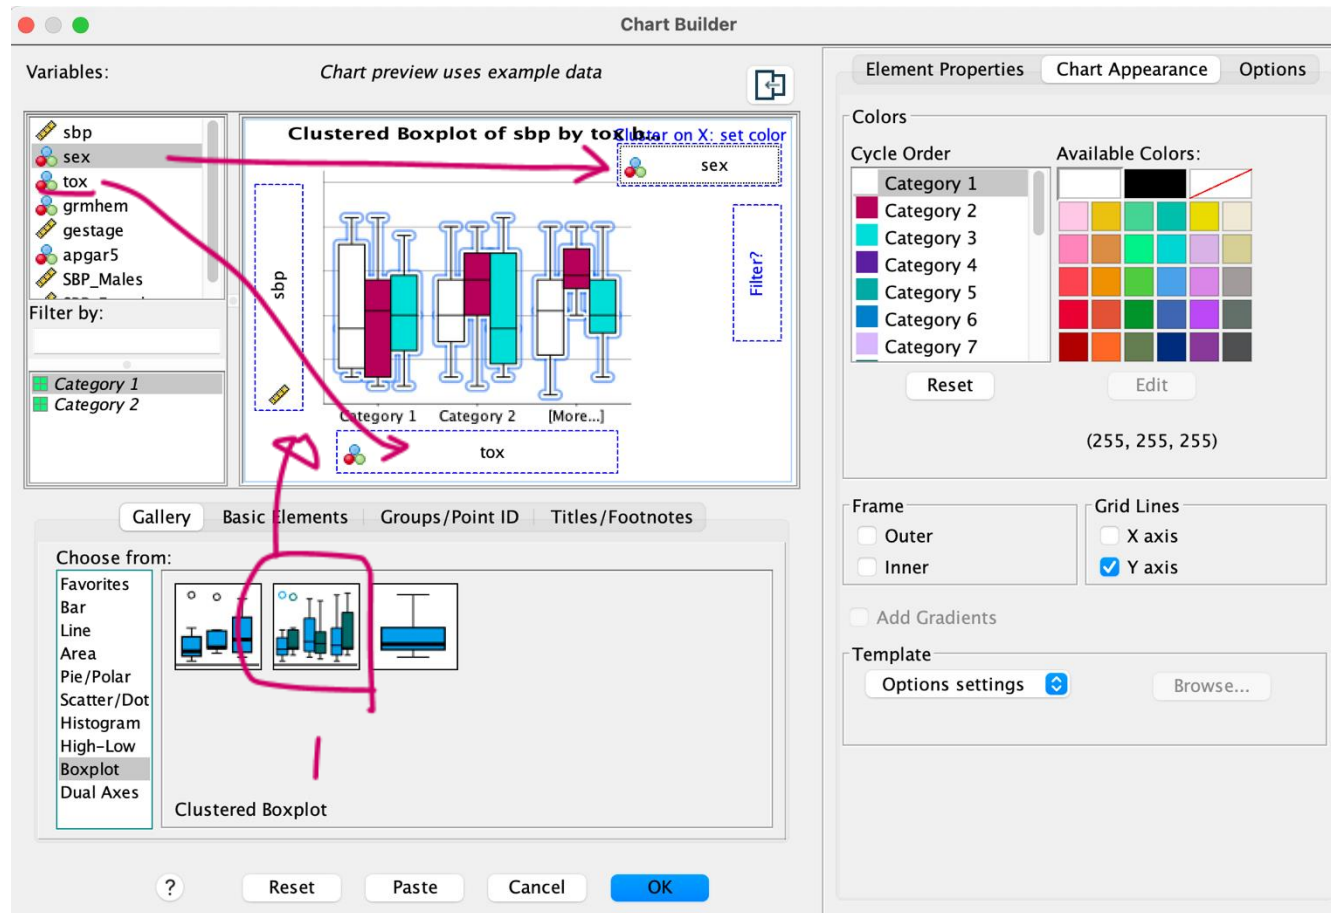 Chart Builder
Variables:
Chart preview uses example data
sbp
sex
tox
grmhem
gestage
apgar5
SBP_Males
Filter by:
Category 1
Category 2
Clustered Boxplot of sbp by tox b...
Cluster on X: set color
sex
sbp
Filter?
Category 1
Category 2
[More...]
tox
Gallery
Basic Elements
Groups/Point ID
Titles/Footnotes
Choose from:
Favorites
Bar
Line
Area
Pie/Polar
Scatter/Dot
Histogram
High-Low
Boxplot
Dual Axes
Clustered Boxplot
?
Reset
Paste
Cancel
OK
Element Properties
Chart Appearance
Options
Colors
Cycle Order
Available Colors:
Category 1
Category 2
Category 3
Category 4
Category 5
Category 6
Category 7
Reset
Edit
(255, 255, 255)
Frame
Outer
Inner
Grid Lines
X axis
Y axis
Add Gradients
Template
Options settings
Browse...